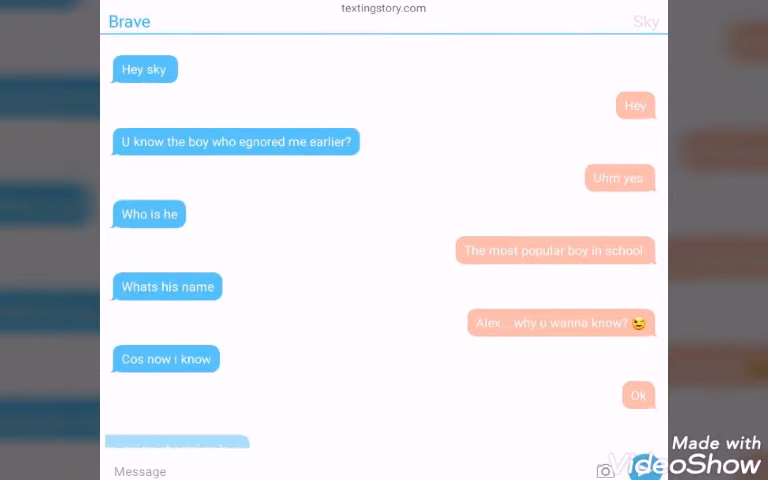 textingstory.com
Brave
Sky
Hey sky
Hey
U know the boy who egnored me earlier?
Uhm yes
Who is he
The most popular boy in school
Whats his name
Alex... why u wanna know? 😉
Cos now i know
Ok
Message
Made with
VideoShow